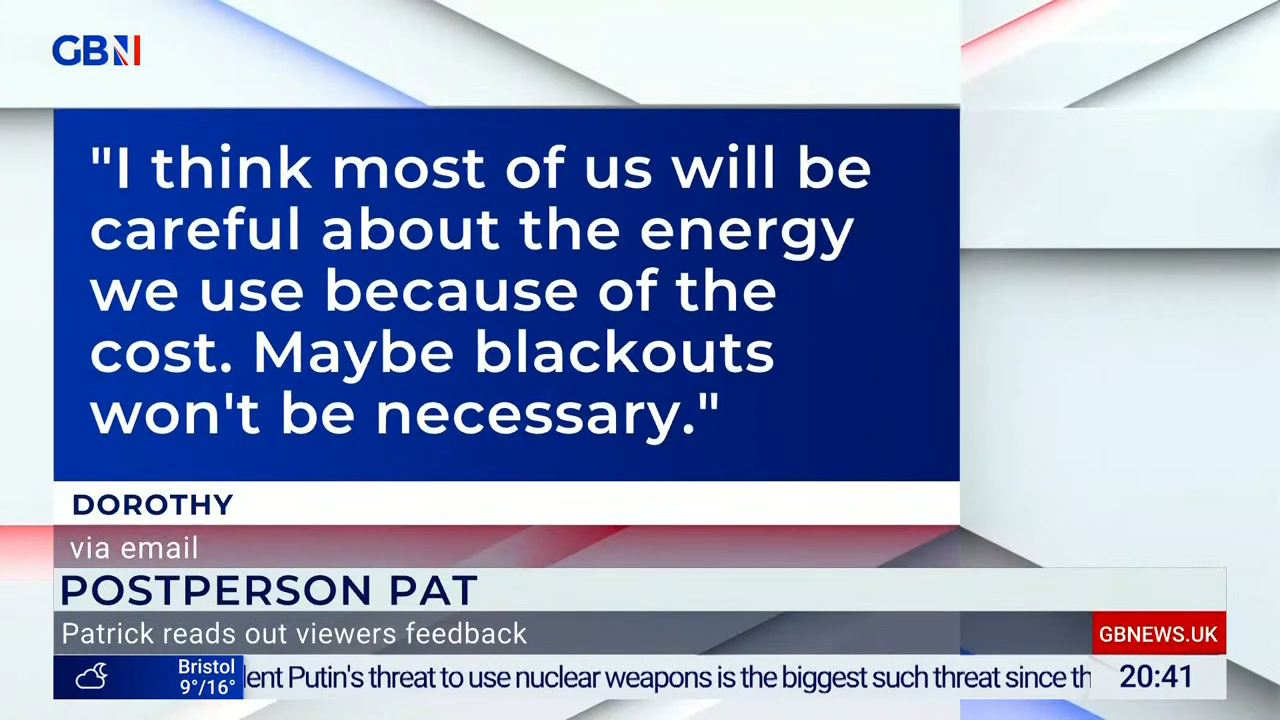 GBN
"I think most of us will be
careful about the energy
we use because of the
cost. Maybe blackouts
won't be necessary."
DOROTHY
via email
POSTPERSON PAT
Patrick reads out viewers feedback
GBNEWS.UK
Bristol
9°/16°
ent Putin's threat to use nuclear weapons is the biggest such threat since th
20:41